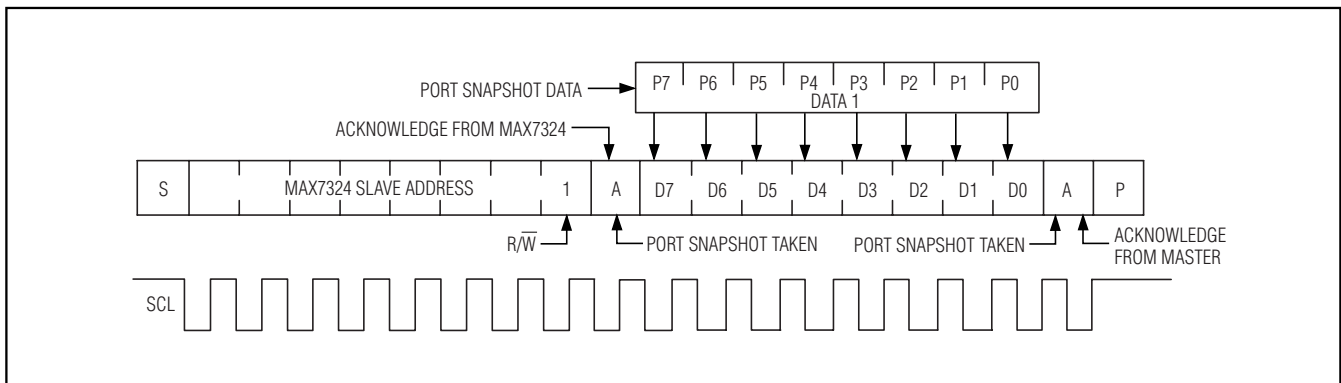 P7 P6 P5 P4 P3 P2 P1 P0
PORT SNAPSHOT DATA
DATA 1
ACKNOWLEDGE FROM MAX7324
S MAX7324 SLAVE ADDRESS 1 A D7 D6 D5 D4 D3 D2 D1 D0 A P
R/W̅ PORT SNAPSHOT TAKEN PORT SNAPSHOT TAKEN ACKNOWLEDGE
FROM MASTER
SCL